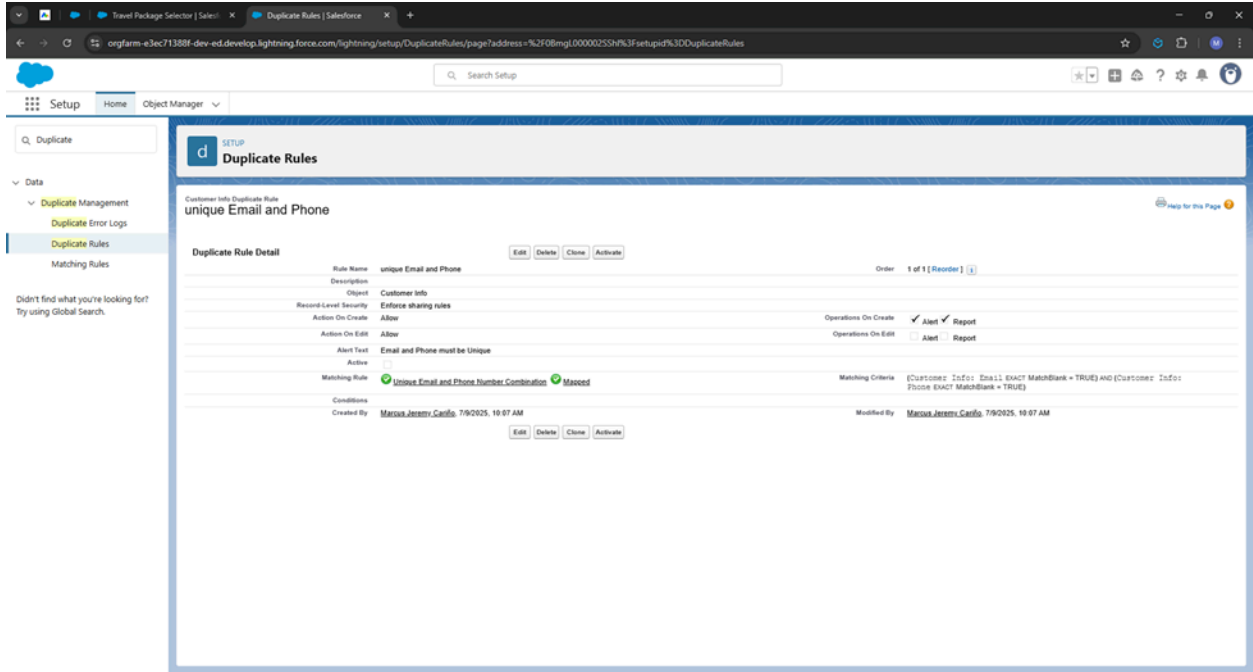 Travel Package Selector | Salesf
Duplicate Rules | Salesforce
orgfarm-e3ec71388f-dev-ed.develop.lightning.force.com/lightning/setup/DuplicateRules/page?address=%2F0BmgL000002SShf%3Fsetupid%3DDuplicateRules
M
Search Setup
Setup Home Object Manager
Duplicate
Data
Duplicate Management
Duplicate Error Logs
Duplicate Rules
Matching Rules
Didn't find what you're looking for?
Try using Global Search.
d
SETUP
Duplicate Rules
Customer Info Duplicate Rule
unique Email and Phone
Help for this Page
Duplicate Rule Detail Edit Delete Clone Activate
Rule Name unique Email and Phone Order 1 of 1 [ Reorder ] i
Description
Object Customer Info
Record-Level Security Enforce sharing rules
Action On Create Allow Operations On Create Alert Report
Action On Edit Allow Operations On Edit Alert Report
Alert Text Email and Phone must be Unique
Active
Matching Rule Unique Email and Phone Number Combination Mapped Matching Criteria (Customer Info: Email EXACT MatchBlank = TRUE) AND (Customer Info:
Phone EXACT MatchBlank = TRUE)
Conditions
Created By Marcus Jeremy Cariño, 7/9/2025, 10:07 AM Modified By Marcus Jeremy Cariño, 7/9/2025, 10:07 AM
Edit Delete Clone Activate